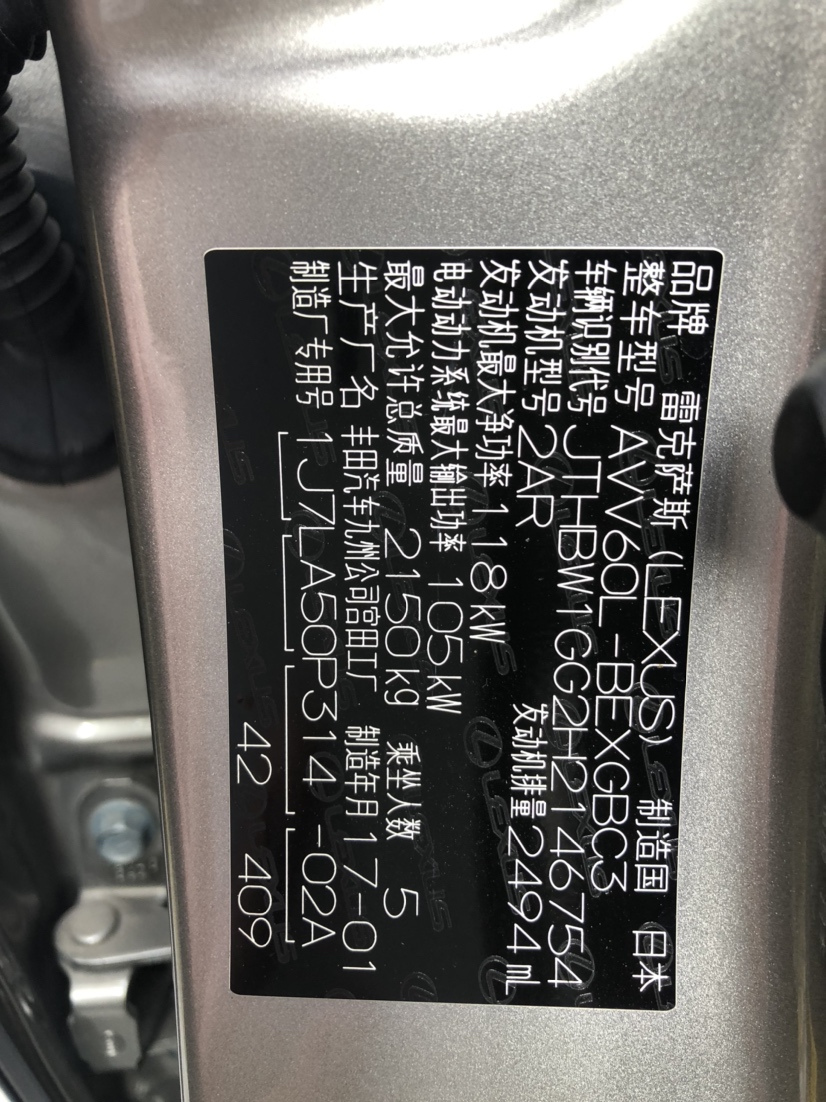 品牌 雷克萨斯 (LEXUS) 制造国 日本
整车型号 AVV60L-BEXGBC3
车辆识别代号 JTHBW1GG2H2146754
发动机型号 2AR 发动机排量 2494 mL
发动机最大净功率 118 kW
电动动力系统最大输出功率 105 kW
最大允许总质量 2150 kg 乘坐人数 5
生产厂名 丰田汽车九州公司宫田工厂 制造年月 17-01
制造厂专用号 1J7LA50P314-02A
42 409